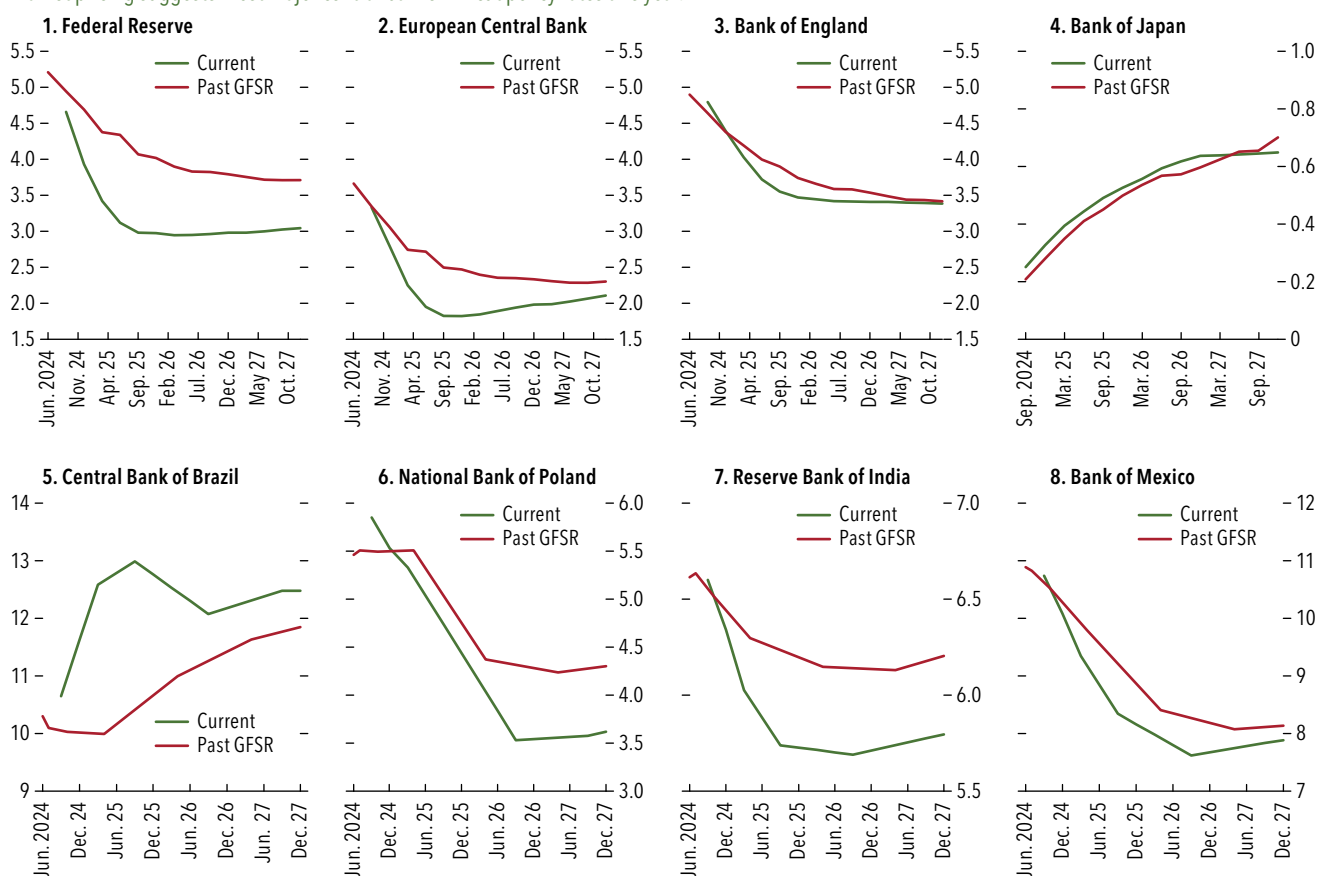 pricing suggests policy rates
1. Federal Reserve
5.5
5.0
4.5
4.0
3.5
3.0
2.5
2.0
1.5
Current
Past GFSR
Jun. 2024
Nov. 24
Apr. 25
Sep. 25
Feb. 26
Jul. 26
Dec. 26
May 27
Oct. 27
2. European Central Bank
Current
Past GFSR
5.5
5.0
4.5
4.0
3.5
3.0
2.5
2.0
1.5
Jun. 2024
Nov. 24
Apr. 25
Sep. 25
Feb. 26
Jul. 26
Dec. 26
May 27
Oct. 27
3. Bank of England
Current
Past GFSR
5.5
5.0
4.5
4.0
3.5
3.0
2.5
2.0
1.5
Jun. 2024
Nov. 24
Apr. 25
Sep. 25
Feb. 26
Jul. 26
Dec. 26
May 27
Oct. 27
4. Bank of Japan
Current
Past GFSR
1.0
0.8
0.6
0.4
0.2
0
Sep. 2024
Mar. 25
Sep. 25
Mar. 26
Sep. 26
Mar. 27
Sep. 27
5. Central Bank of Brazil
14
13
12
11
10
9
Current
Past GFSR
Jun. 2024
Dec. 24
Jun. 25
Dec. 25
Jun. 26
Dec. 26
Jun. 27
Dec. 27
6. National Bank of Poland
Current
Past GFSR
6.0
5.5
5.0
4.5
4.0
3.5
3.0
Jun. 2024
Dec. 24
Jun. 25
Dec. 25
Jun. 26
Dec. 26
Jun. 27
Dec. 27
7. Reserve Bank of India
Current
Past GFSR
7.0
6.5
6.0
5.5
Jun. 2024
Dec. 24
Jun. 25
Dec. 25
Jun. 26
Dec. 26
Jun. 27
Dec. 27
8. Bank of Mexico
Current
Past GFSR
12
11
10
9
8
7
Jun. 2024
Dec. 24
Jun. 25
Dec. 25
Jun. 26
Dec. 26
Jun. 27
Dec. 27